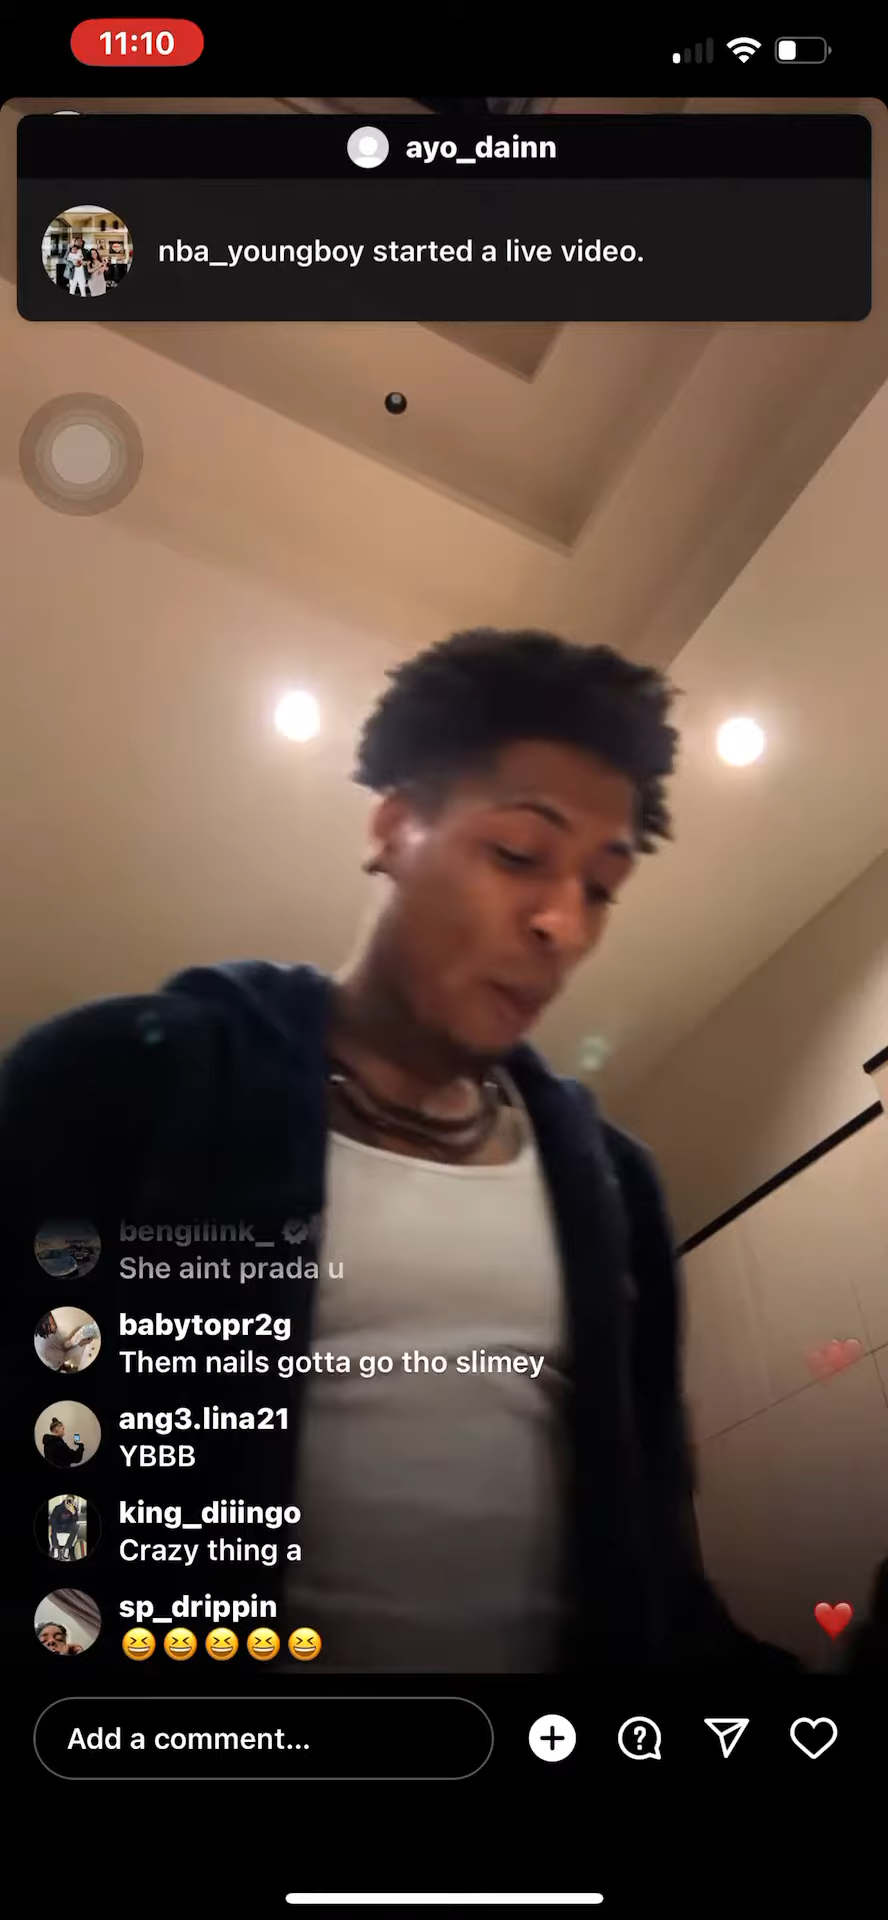 11:10
ayo_dainn
nba_youngboy started a live video.
bengilink_
She aint prada u
babytopr2g
Them nails gotta go tho slimey
ang3.lina21
YBBB
king_diiingo
Crazy thing a
sp_drippin
😆😆😆😆😆
Add a comment...